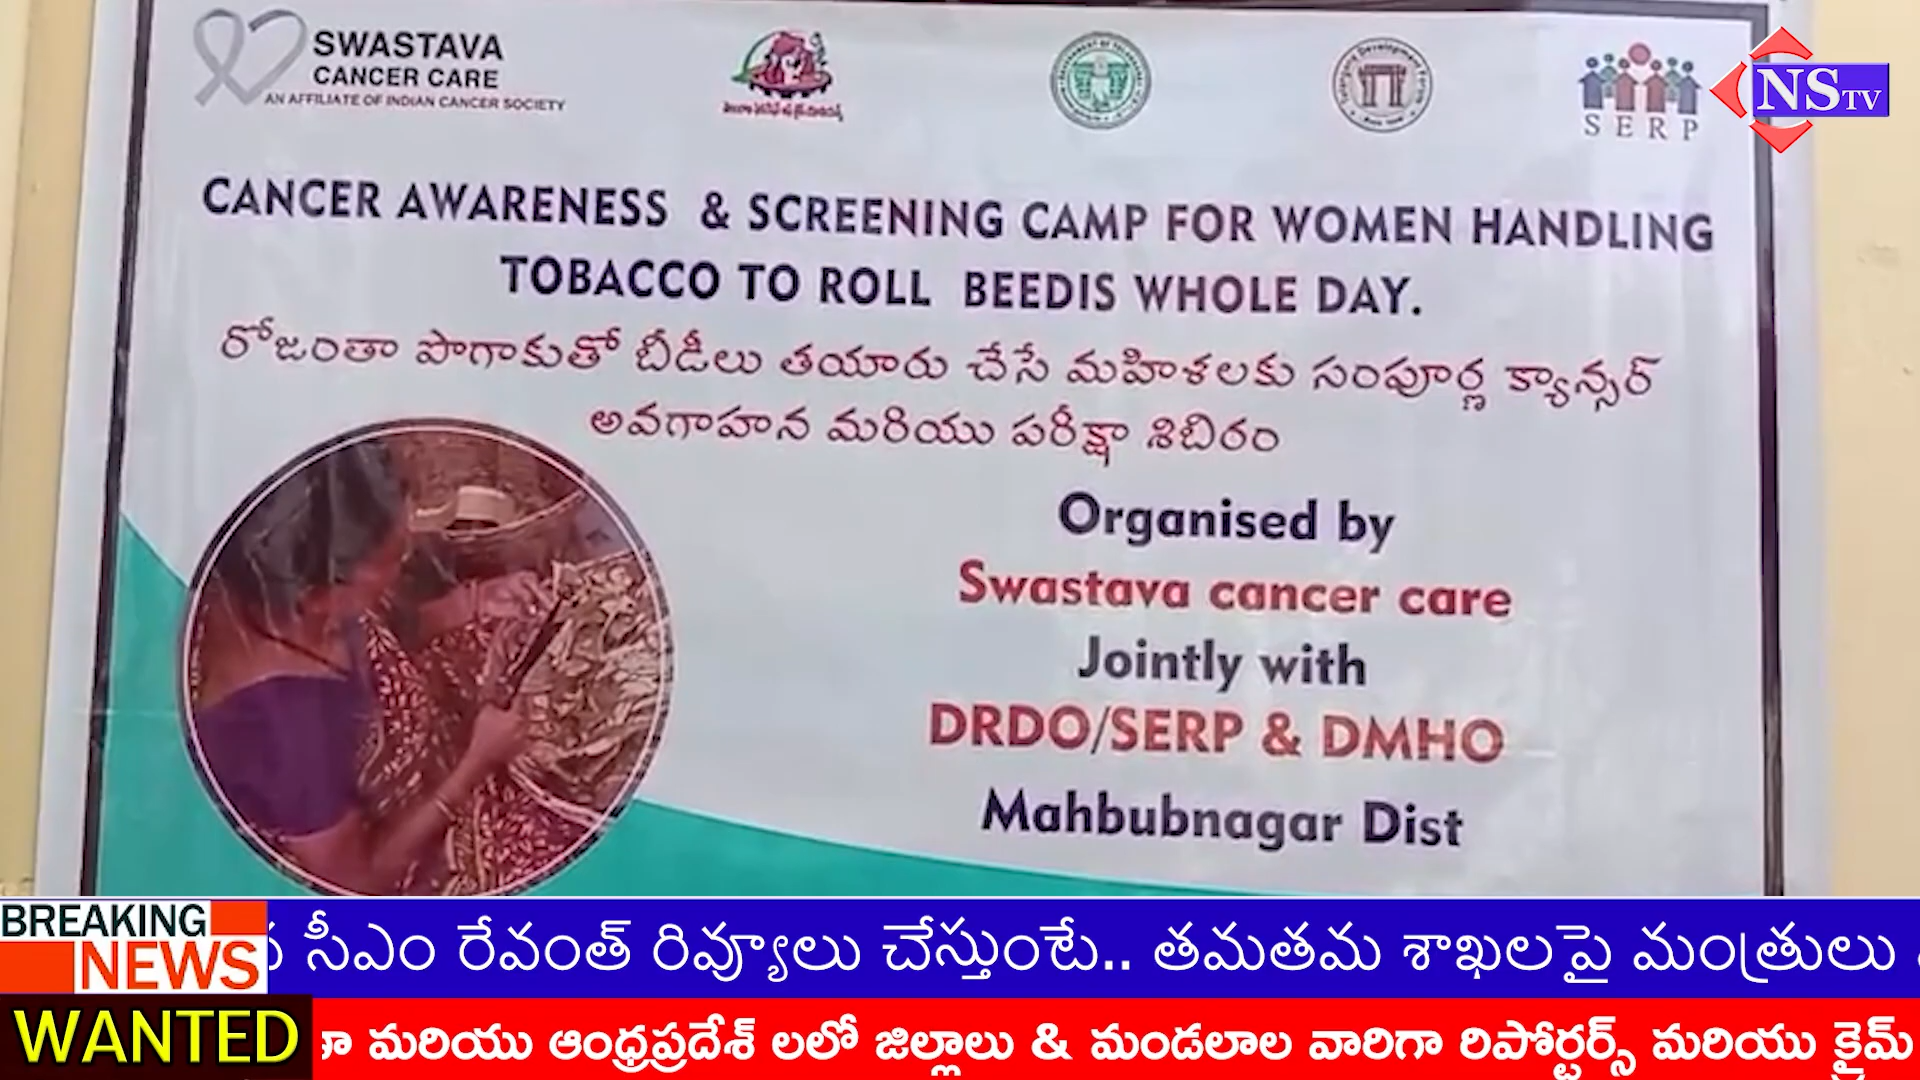 SWASTAVA
CANCER CARE
AN AFFILIATE OF INDIAN CANCER SOCIETY
SERP
NS TV
CANCER AWARENESS & SCREENING CAMP FOR WOMEN HANDLING
TOBACCO TO ROLL BEEDIS WHOLE DAY.
రోజంతా పొగాకుతో బీడీలు తయారు చేసే మహిళలకు సంపూర్ణ క్యాన్సర్
అవగాహన మరియు పరీక్షా శిబిరం
Organised by
Swastava cancer care
Jointly with
DRDO/SERP & DMHO
Mahbubnagar Dist
BREAKING
NEWS
సీఎం రేవంత్ రివ్యూలు చేస్తుంటే.. తమతమ శాఖలపై మంత్రులు
WANTED
మరియు ఆంధ్రప్రదేశ్ లలో జిల్లాలు & మండలాల వారిగా రిపోర్టర్స్ మరియు క్రైమ్